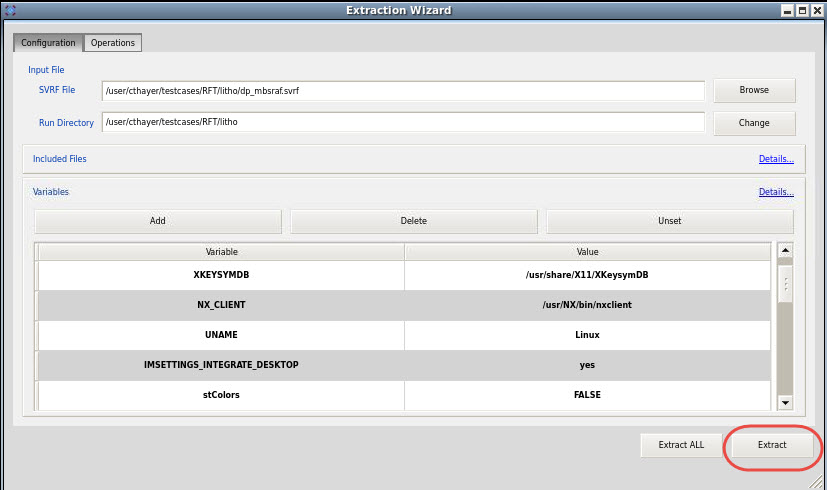 Extraction Wizard
Configuration Operations
Input File
SVRF File /user/cthayer/testcases/RFT/litho/dp_mbsraf.svrf Browse
Run Directory /user/cthayer/testcases/RFT/litho Change
Included Files Details...
Variables Details...
Add Delete Unset
Variable Value
XKEYSYMDB /usr/share/X11/XKeysymDB
NX_CLIENT /usr/NX/bin/nxclient
UNAME Linux
IMSETTINGS_INTEGRATE_DESKTOP yes
stColors FALSE
Extract ALL Extract